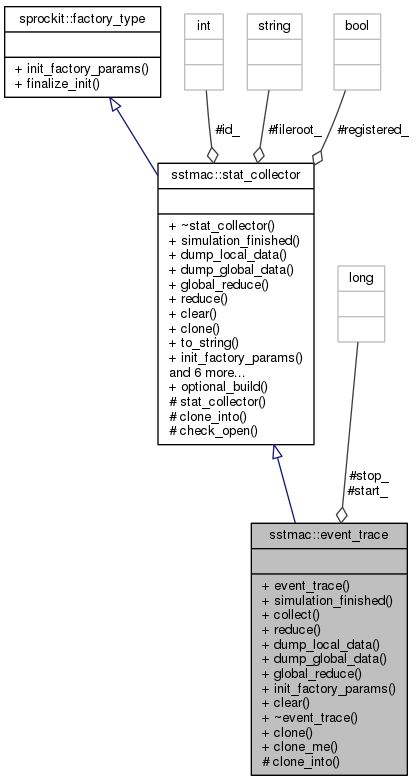 sprockit::factory_type
+ init_factory_params()
+ finalize_init()
int
string
bool
#id_
#fileroot_
#registered_
sstmac::stat_collector
+ ~stat_collector()
+ simulation_finished()
+ dump_local_data()
+ dump_global_data()
+ global_reduce()
+ reduce()
+ clear()
+ clone()
+ to_string()
+ init_factory_params()
and 6 more...
+ optional_build()
# stat_collector()
# clone_into()
# check_open()
long
#stop_
#start_
sstmac::event_trace
+ event_trace()
+ simulation_finished()
+ collect()
+ reduce()
+ dump_local_data()
+ dump_global_data()
+ global_reduce()
+ init_factory_params()
+ clear()
+ ~event_trace()
+ clone()
+ clone_me()
# clone_into()